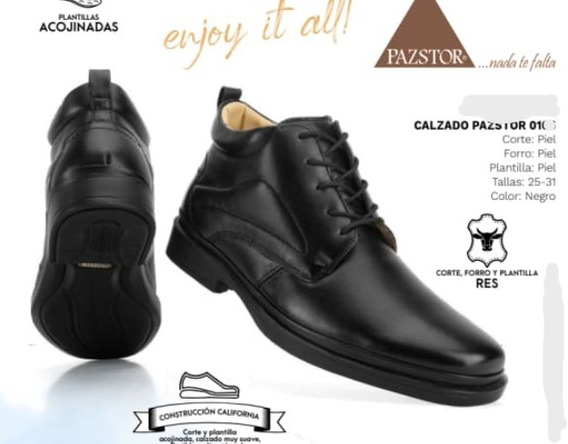 PLANTILLAS
ACOJINADAS
enjoy it all!
PAZSTOR®
...nada te falta
CALZADO PAZSTOR
Corte: Piel
Forro: Piel
Plantilla: Piel
Tallas: 25-31
Color: Negro
CORTE, FORRO Y PLANTILLA
RES
CONSTRUCCIÓN CALIFORNIA
Corte y plantilla
acojinada, calzado muy suave,